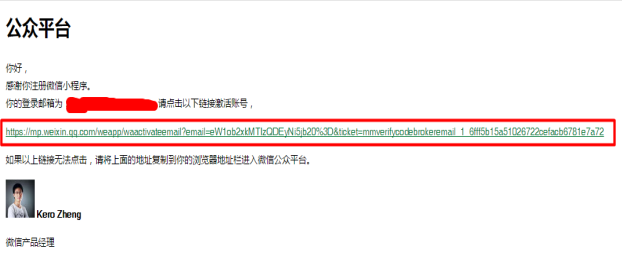 公众平台
你好，
感谢你注册微信小程序。
你的登录邮箱为 请点击以下链接激活账号，
https://mp.weixin.qq.com/weapp/waactivateemail?email=eW1ob2xkMTIzQDEyNi5jb20%3D&ticket=mmverifycodebrokeremail_1_6fff5b15a51026722cefacb6781e7a72
如果以上链接无法点击，请将上面的地址复制到你的浏览器地址栏进入微信公众平台。
Kero Zheng
微信产品经理